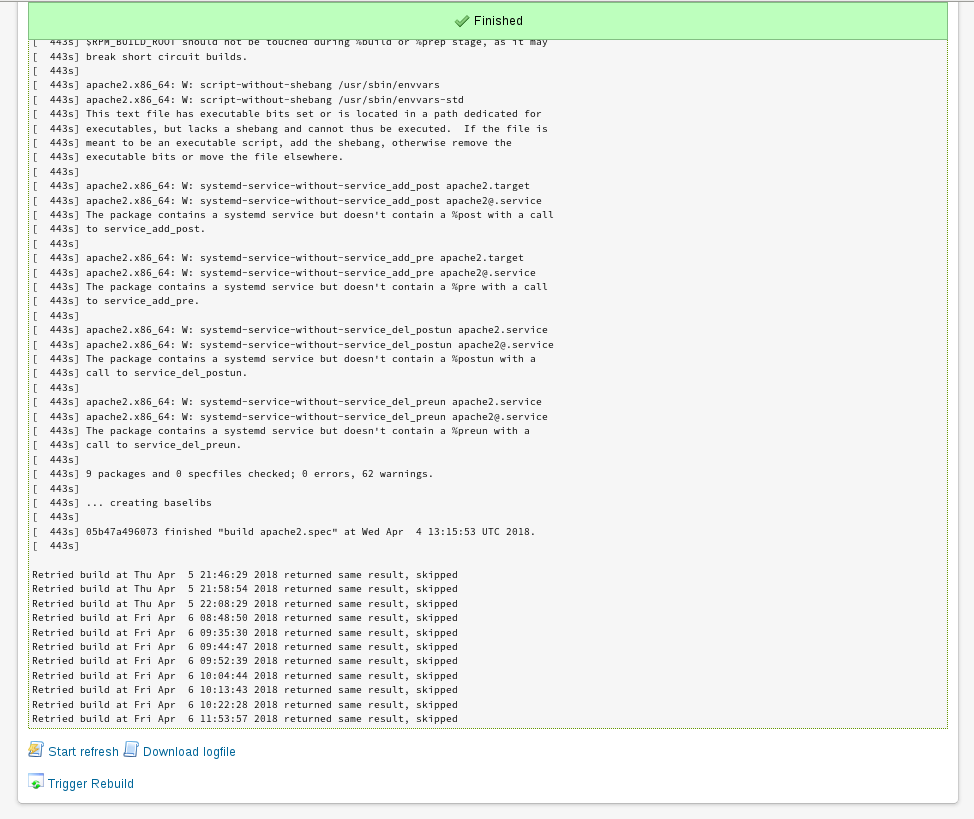 Finished
[  443s] $RPM_BUILD_ROOT should not be touched during %build or %prep stage, as it may
[  443s] break short circuit builds.
[  443s]
[  443s] apache2.x86_64: W: script-without-shebang /usr/sbin/envvars
[  443s] apache2.x86_64: W: script-without-shebang /usr/sbin/envvars-std
[  443s] This text file has executable bits set or is located in a path dedicated for
[  443s] executables, but lacks a shebang and cannot thus be executed.  If the file is
[  443s] meant to be an executable script, add the shebang, otherwise remove the
[  443s] executable bits or move the file elsewhere.
[  443s]
[  443s] apache2.x86_64: W: systemd-service-without-service_add_post apache2.target
[  443s] apache2.x86_64: W: systemd-service-without-service_add_post apache2@.service
[  443s] The package contains a systemd service but doesn't contain a %post with a call
[  443s] to service_add_post.
[  443s]
[  443s] apache2.x86_64: W: systemd-service-without-service_add_pre apache2.target
[  443s] apache2.x86_64: W: systemd-service-without-service_add_pre apache2@.service
[  443s] The package contains a systemd service but doesn't contain a %pre with a call
[  443s] to service_add_pre.
[  443s]
[  443s] apache2.x86_64: W: systemd-service-without-service_del_postun apache2.service
[  443s] apache2.x86_64: W: systemd-service-without-service_del_postun apache2@.service
[  443s] The package contains a systemd service but doesn't contain a %postun with a
[  443s] call to service_del_postun.
[  443s]
[  443s] apache2.x86_64: W: systemd-service-without-service_del_preun apache2.service
[  443s] apache2.x86_64: W: systemd-service-without-service_del_preun apache2@.service
[  443s] The package contains a systemd service but doesn't contain a %preun with a
[  443s] call to service_del_preun.
[  443s]
[  443s] 9 packages and 0 specfiles checked; 0 errors, 62 warnings.
[  443s]
[  443s] ... creating baselibs
[  443s]
[  443s] 05b47a496073 finished "build apache2.spec" at Wed Apr  4 13:15:53 UTC 2018.
[  443s]
Retried build at Thu Apr  5 21:46:29 2018 returned same result, skipped
Retried build at Thu Apr  5 21:58:54 2018 returned same result, skipped
Retried build at Thu Apr  5 22:08:29 2018 returned same result, skipped
Retried build at Fri Apr  6 08:48:50 2018 returned same result, skipped
Retried build at Fri Apr  6 09:35:30 2018 returned same result, skipped
Retried build at Fri Apr  6 09:44:47 2018 returned same result, skipped
Retried build at Fri Apr  6 09:52:39 2018 returned same result, skipped
Retried build at Fri Apr  6 10:04:44 2018 returned same result, skipped
Retried build at Fri Apr  6 10:13:43 2018 returned same result, skipped
Retried build at Fri Apr  6 10:22:28 2018 returned same result, skipped
Retried build at Fri Apr  6 11:53:57 2018 returned same result, skipped
Start refresh Download logfile
Trigger Rebuild